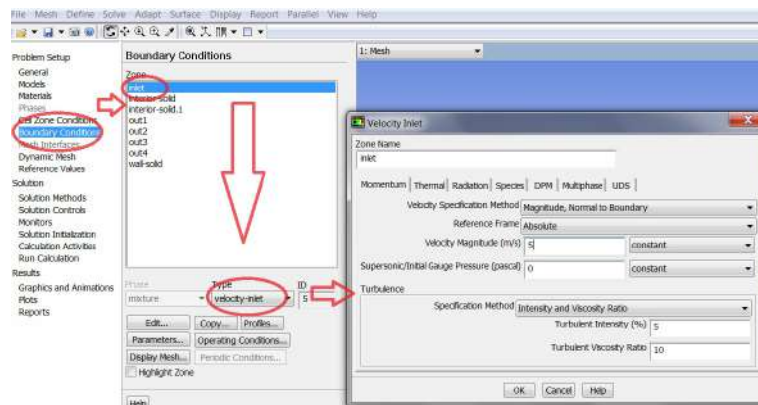 File Mesh Define Solve Adapt Surface Display Report Parallel View Help
Problem Setup
General
Models
Materials
Phases
Cell Zone Conditions
Boundary Conditions
Mesh Interfaces
Dynamic Mesh
Reference Values
Solution
Solution Methods
Solution Controls
Monitors
Solution Initialization
Calculation Activities
Run Calculation
Results
Graphics and Animations
Plots
Reports
Boundary Conditions
Zone
inlet
interior-solid
interior-solid.1
out1
out2
out3
out4
wall-solid
Phase Type ID
mixture velocity-inlet 5
Edit... Copy... Profiles...
Parameters... Operating Conditions...
Display Mesh... Periodic Conditions...
Highlight Zone
Help
1: Mesh
Velocity Inlet
Zone Name
inlet
Momentum Thermal Radiation Species DPM Multiphase UDS
Velocity Specification Method Magnitude, Normal to Boundary
Reference Frame Absolute
Velocity Magnitude (m/s) 5 constant
Supersonic/Initial Gauge Pressure (pascal) 0 constant
Turbulence
Specification Method Intensity and Viscosity Ratio
Turbulent Intensity (%) 5
Turbulent Viscosity Ratio 10
OK Cancel Help